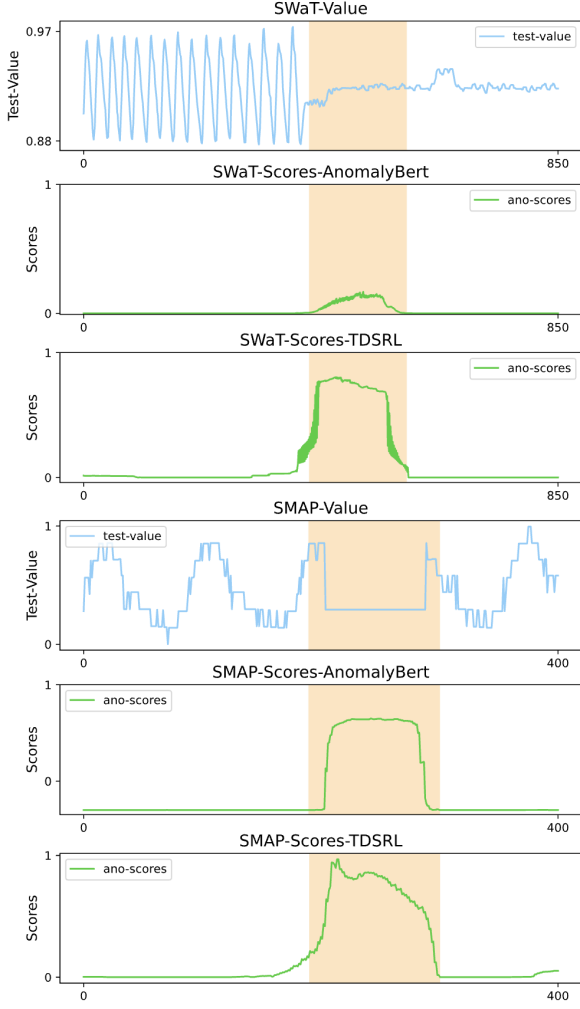 SWaT-Value
0.97
test-value
Test-Value
0.88
0
850
SWaT-Scores-AnomalyBert
1
ano-scores
Scores
0
0
850
SWaT-Scores-TDSRL
1
ano-scores
Scores
0
0
850
SMAP-Value
1
test-value
Test-Value
0
0
400
SMAP-Scores-AnomalyBert
1
ano-scores
Scores
0
0
400
SMAP-Scores-TDSRL
1
ano-scores
Scores
0
0
400